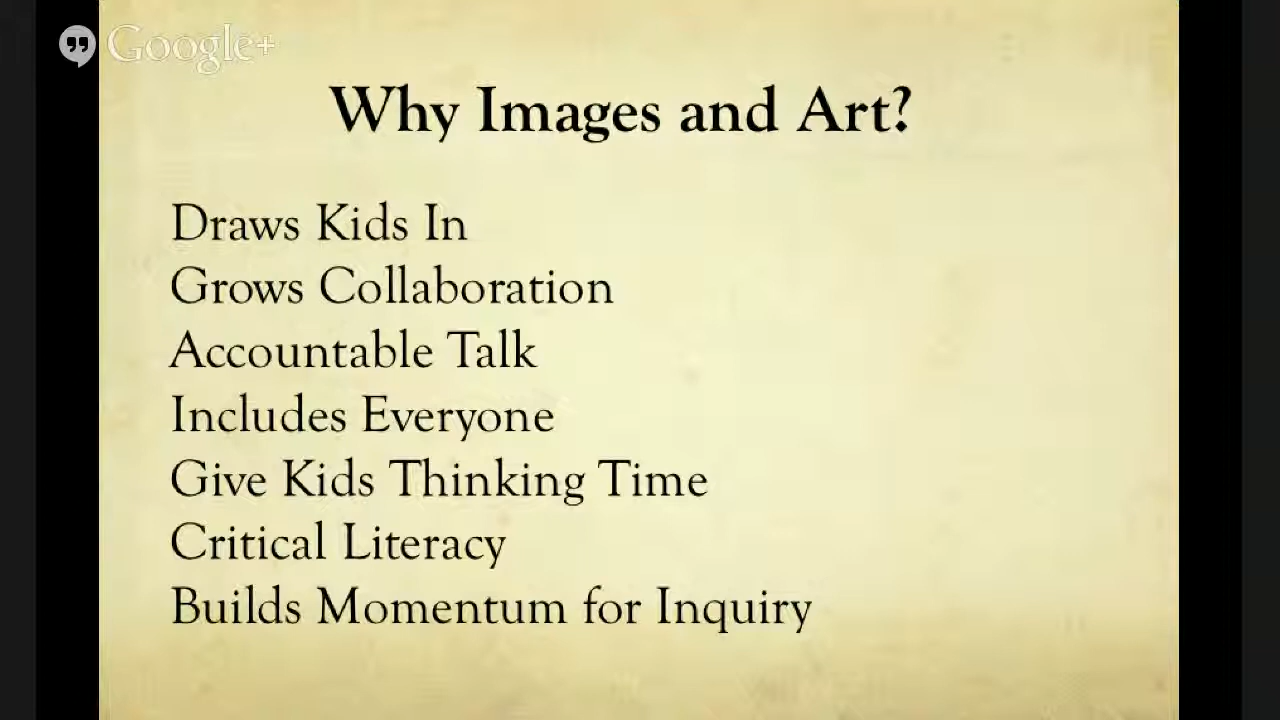 Google+
Why Images and Art?
Draws Kids In
Grows Collaboration
Accountable Talk
Includes Everyone
Give Kids Thinking Time
Critical Literacy
Builds Momentum for Inquiry